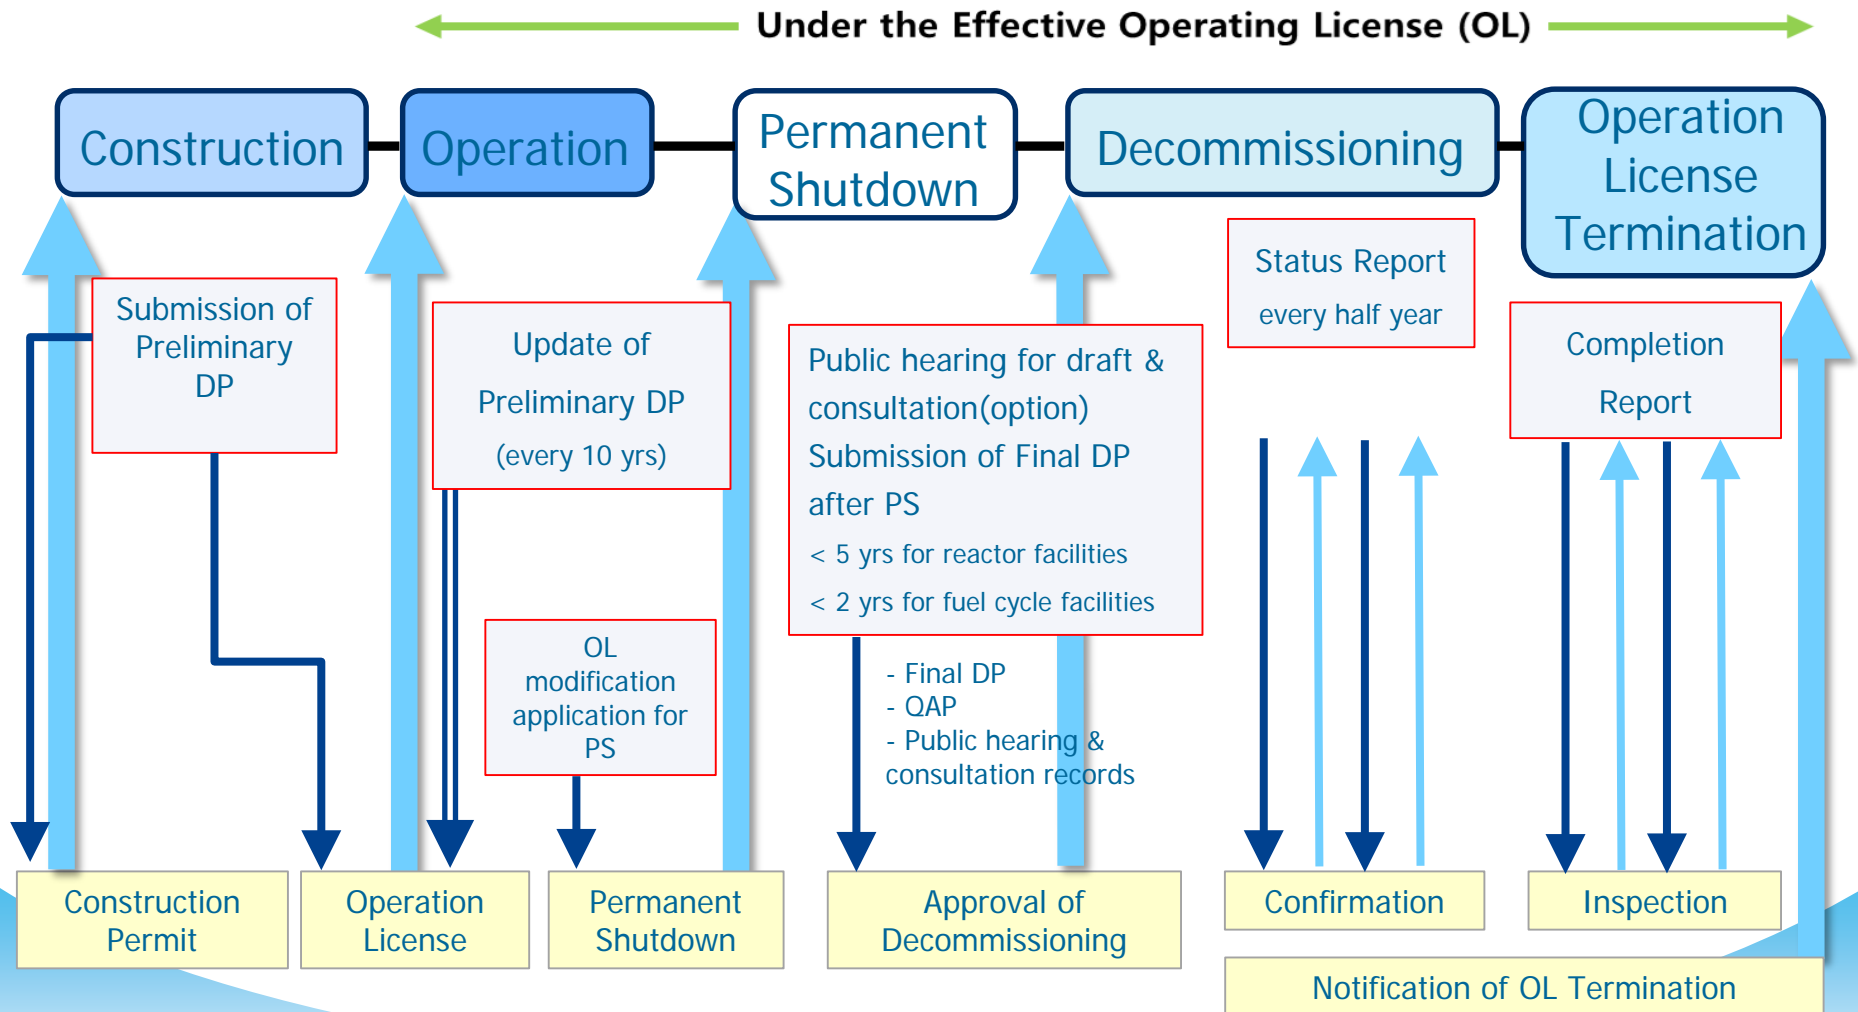 Under the Effective Operating License (OL)
Construction
Operation
Permanent
Shutdown
Decommissioning
Operation
License
Termination
Submission of
Preliminary
DP
Update of
Preliminary DP
(every 10 yrs)
OL
modification
application for
PS
Public hearing for draft &
consultation(option)
Submission of Final DP
after PS
< 5 yrs for reactor facilities
< 2 yrs for fuel cycle facilities
- Final DP
- QAP
- Public hearing &
consultation records
Status Report
every half year
Completion
Report
Construction
Permit
Operation
License
Permanent
Shutdown
Approval of
Decommissioning
Confirmation
Inspection
Notification of OL Termination